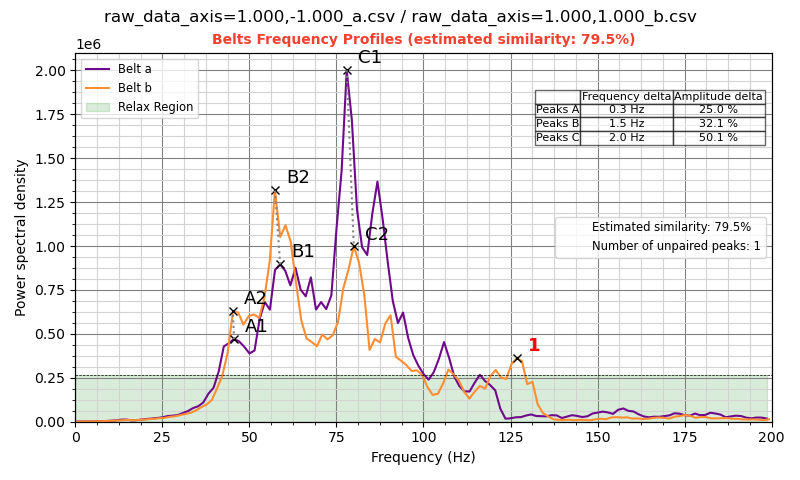 raw_data_axis=1.000,-1.000_a.csv / raw_data_axis=1.000,1.000_b.csv
Belts Frequency Profiles (estimated similarity: 79.5%)
1e6
C1
Belt a
Belt b
Relax Region
Frequency delta Amplitude delta
Peaks A 0.3 Hz 25.0 %
Peaks B 1.5 Hz 32.1 %
Peaks C 2.0 Hz 50.1 %
B2
C2
B1
Estimated similarity: 79.5%
Number of unpaired peaks: 1
A2
A1
1
Power spectral density
2.00
1.75
1.50
1.25
1.00
0.75
0.50
0.25
0.00
0 25 50 75 100 125 150 175 200
Frequency (Hz)